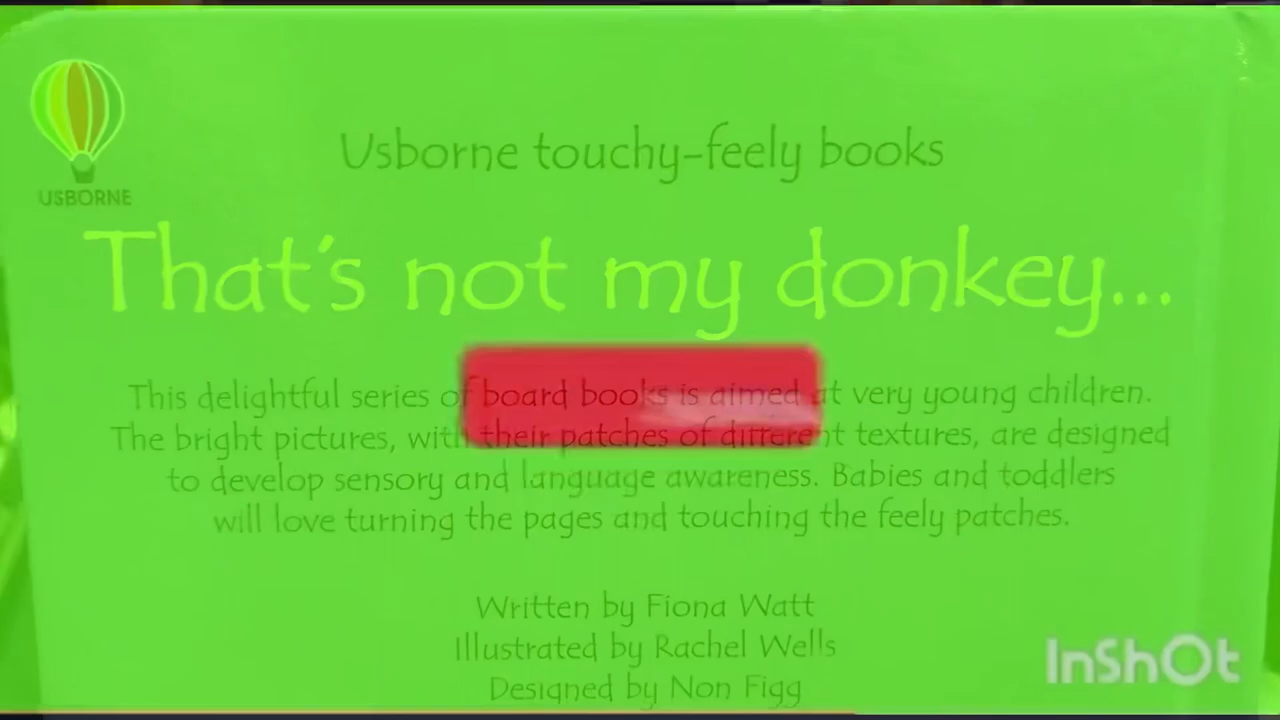 USBORNE
Usborne touchy-feely books
That's not my donkey...
This delightful series of board books is aimed at very young children.
The bright pictures, with their patches of different textures, are designed
to develop sensory and language awareness. Babies and toddlers
will love turning the pages and touching the feely patches.
Written by Fiona Watt
Illustrated by Rachel Wells
Designed by Non Figg
InShOt